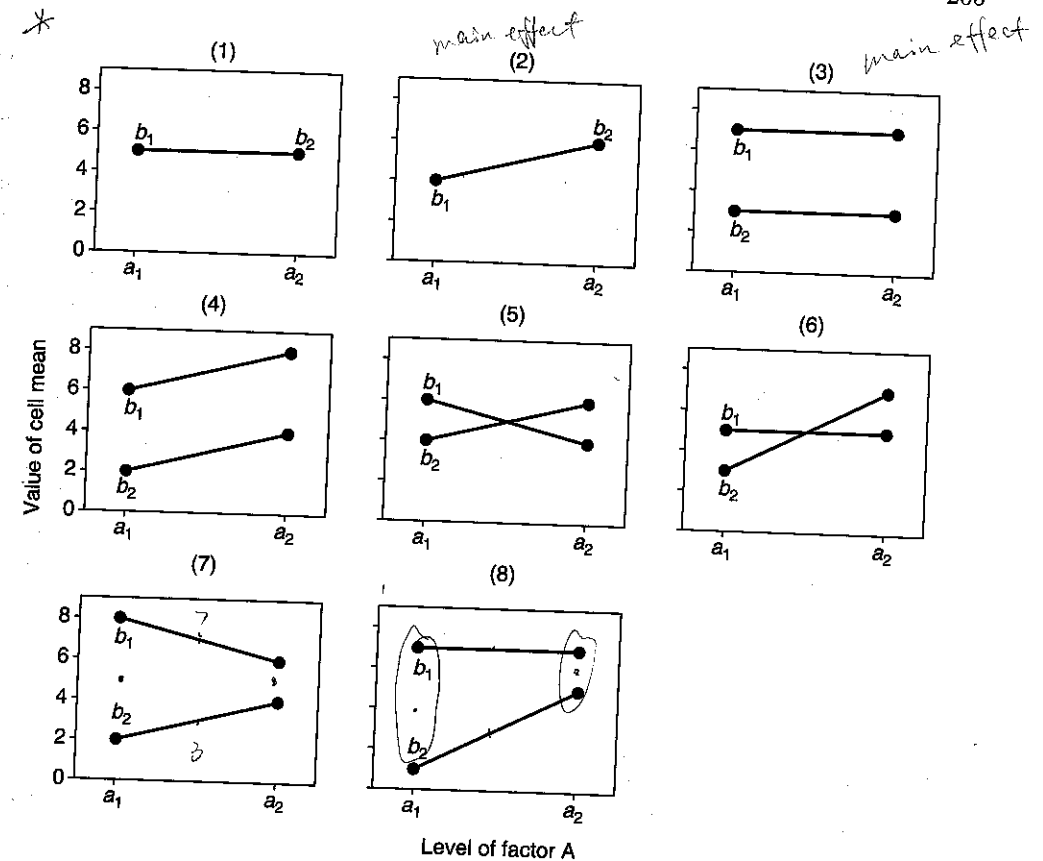 *
main effect
main effect
(1)
(2)
(3)
8
6
4
2
0
b1
b2
a1
a2
b1
b2
a1
a2
b1
b2
a1
a2
(4)
(5)
(6)
Value of cell mean
8
6
4
2
0
b1
b2
a1
a2
b1
b2
a1
a2
b1
b2
a1
a2
(7)
(8)
8
6
4
2
0
b1
7
b2
3
a1
a2
b1
b2
a1
a2
Level of factor A